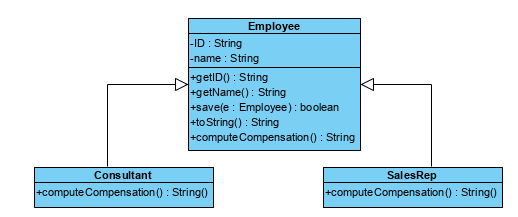 Employee
-ID : String
-name : String
+getID() : String
+getName() : String
+save(e : Employee) : boolean
+toString() : String
+computeCompensation() : String
Consultant
+computeCompensation() : String()
SalesRep
+computeCompensation() : String()